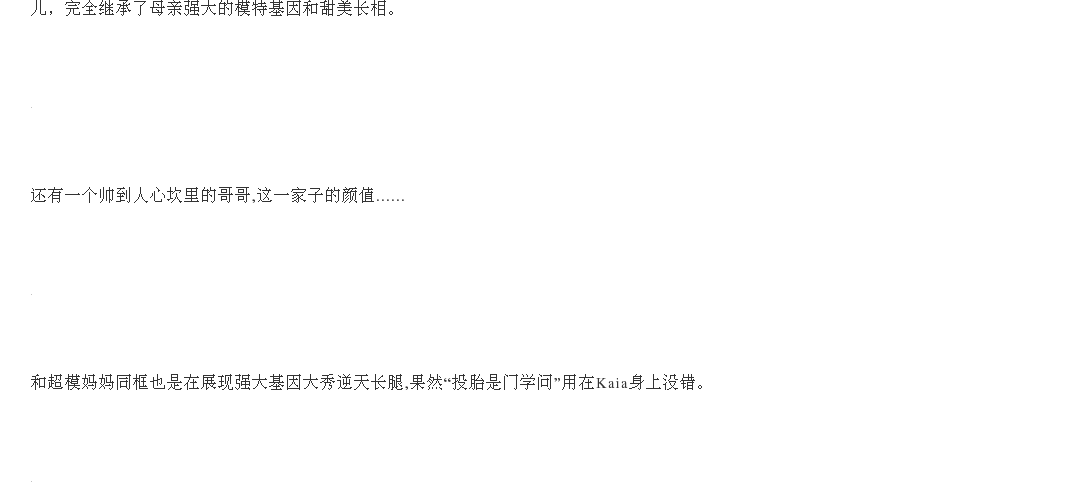 儿，完全继承了母亲强大的模特基因和甜美长相。
还有一个帅到人心坎里的哥哥,这一家子的颜值……
和超模妈妈同框也是在展现强大基因大秀逆天长腿,果然“投胎是门学问”用在Kaia身上没错。